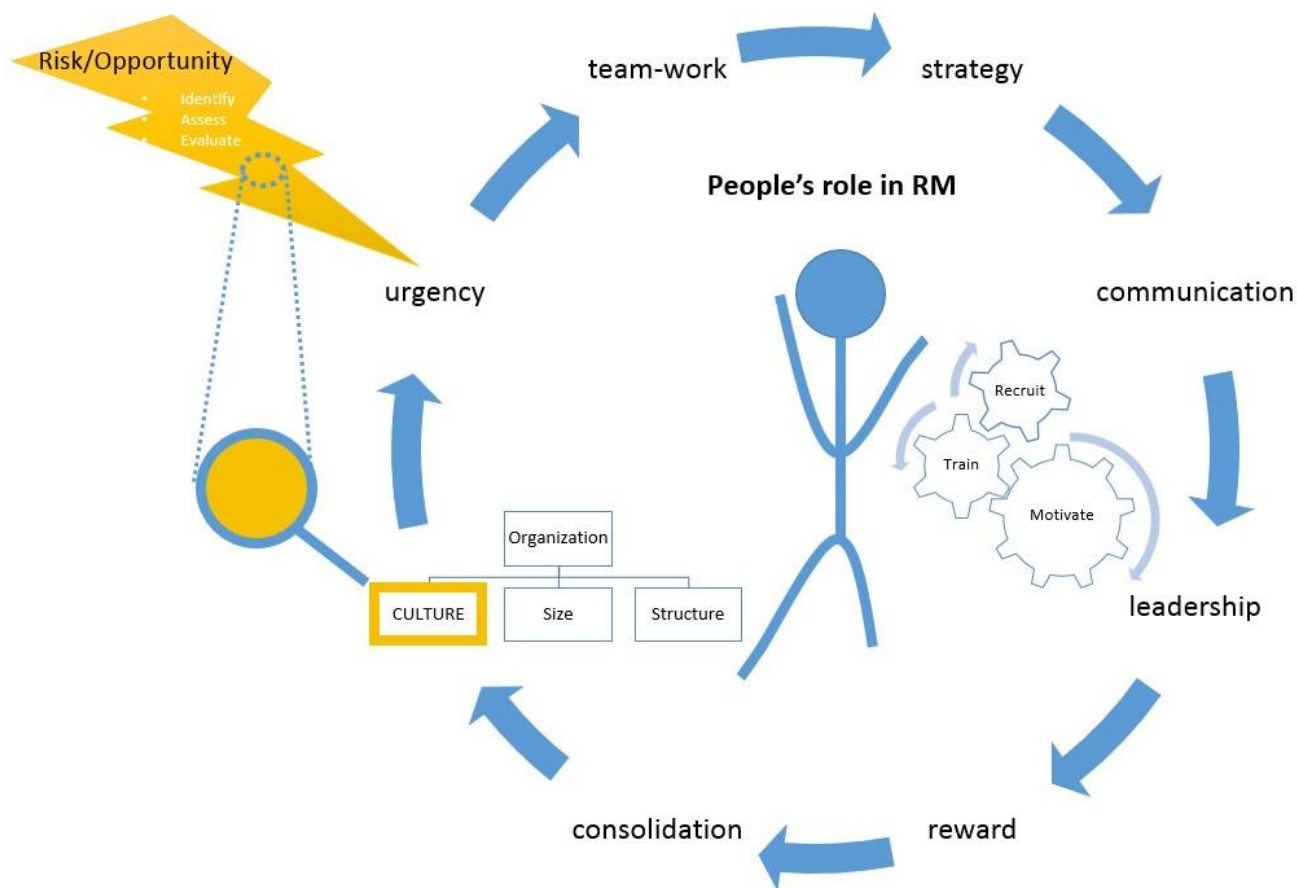 Risk/Opportunity
• Identify
• Assess
• Evaluate
team-work
strategy
People's role in RM
urgency
communication
Recruit
Train
Motivate
Organization
CULTURE
Size
Structure
leadership
consolidation
reward